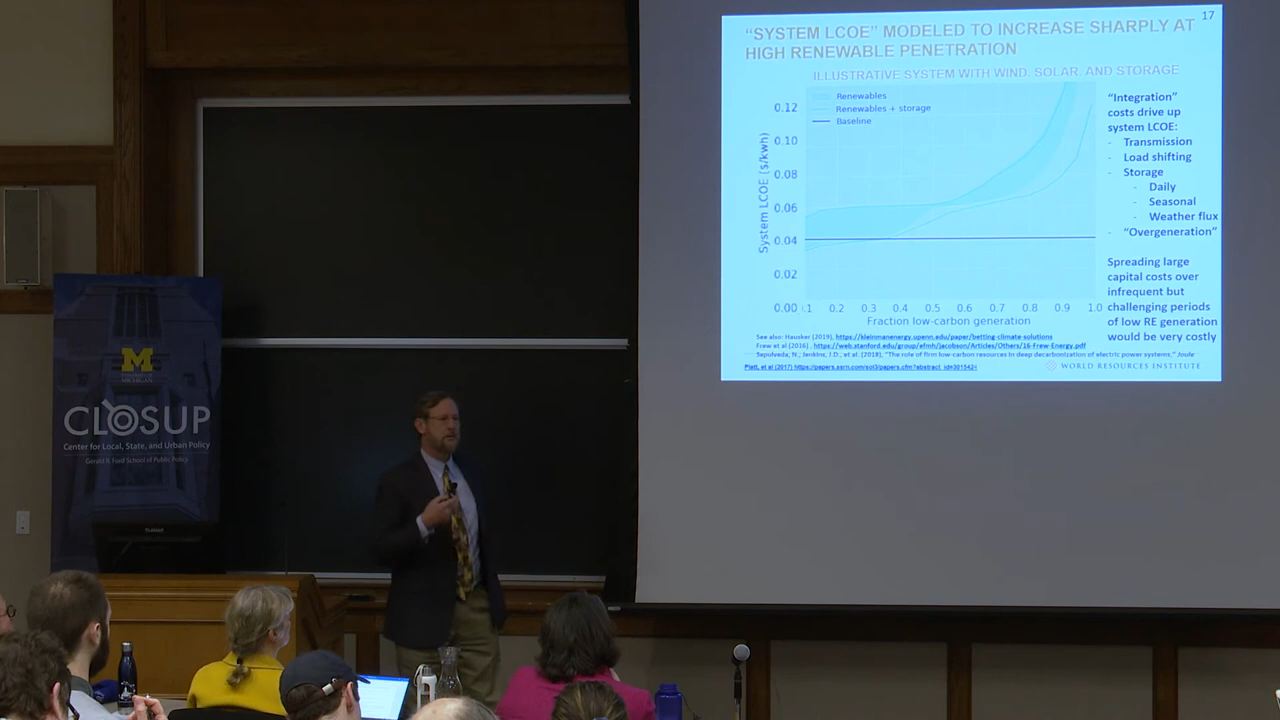 17
“SYSTEM LCOE” MODELED TO INCREASE SHARPLY AT
HIGH RENEWABLE PENETRATION
ILLUSTRATIVE SYSTEM WITH WIND, SOLAR, AND STORAGE
Renewables
Renewables + storage
Baseline
System LCOE ($/kwh)
0.12
0.10
0.08
0.06
0.04
0.02
0.00
.1 0.2 0.3 0.4 0.5 0.6 0.7 0.8 0.9 1.0
Fraction low-carbon generation
“Integration”
costs drive up
system LCOE:
- Transmission
- Load shifting
- Storage
- Daily
- Seasonal
- Weather flux
- “Overgeneration”
Spreading large
capital costs over
infrequent but
challenging periods
of low RE generation
would be very costly
See also: Hausker (2019), https://kleinmanenergy.upenn.edu/paper/betting-climate-solutions
Frew et al (2016), https://web.stanford.edu/group/efmh/jacobson/Articles/Others/16-Frew-Energy.pdf
Sepulveda, N., Jenkins, J.D., et al. (2018), “The role of firm low-carbon resources in deep decarbonization of electric power systems,” Joule
Platt, et al (2017) https://papers.ssrn.com/sol3/papers.cfm?abstract_id=
WORLD RESOURCES INSTITUTE
M
UNIVERSITY OF
MICHIGAN
CLOSUP
Center for Local, State, and Urban Policy
Gerald R. Ford School of Public Policy